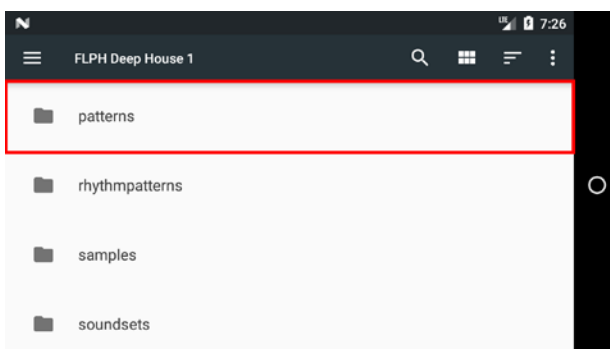 7:26
FLPH Deep House 1
patterns
rhythmpatterns
samples
soundsets